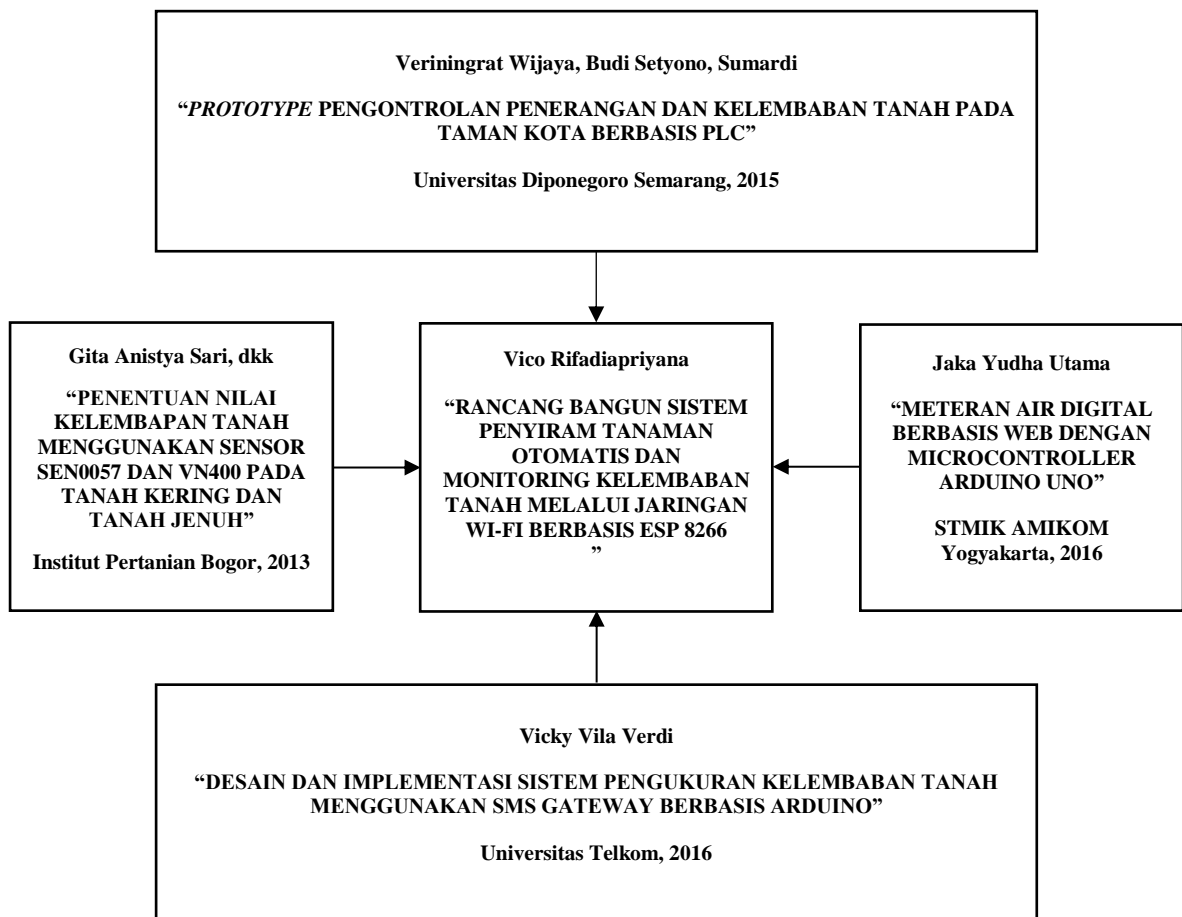 Veriningrat Wijaya, Budi Setyono, Sumardi
“PROTOTYPE PENGONTROLAN PENERANGAN DAN KELEMBABAN TANAH PADA
TAMAN KOTA BERBASIS PLC”
Universitas Diponegoro Semarang, 2015
Gita Anistya Sari, dkk
“PENENTUAN NILAI
KELEMBAPAN TANAH
MENGGUNAKAN SENSOR
SEN0057 DAN VN400 PADA
TANAH KERING DAN
TANAH JENUH”
Institut Pertanian Bogor, 2013
Vico Rifadiapriyana
“RANCANG BANGUN SISTEM
PENYIRAM TANAMAN
OTOMATIS DAN
MONITORING KELEMBABAN
TANAH MELALUI JARINGAN
WI-FI BERBASIS ESP 8266
”
Jaka Yudha Utama
“METERAN AIR DIGITAL
BERBASIS WEB DENGAN
MICROCONTROLLER
ARDUINO UNO”
STMIK AMIKOM
Yogyakarta, 2016
Vicky Vila Verdi
“DESAIN DAN IMPLEMENTASI SISTEM PENGUKURAN KELEMBABAN TANAH
MENGGUNAKAN SMS GATEWAY BERBASIS ARDUINO”
Universitas Telkom, 2016